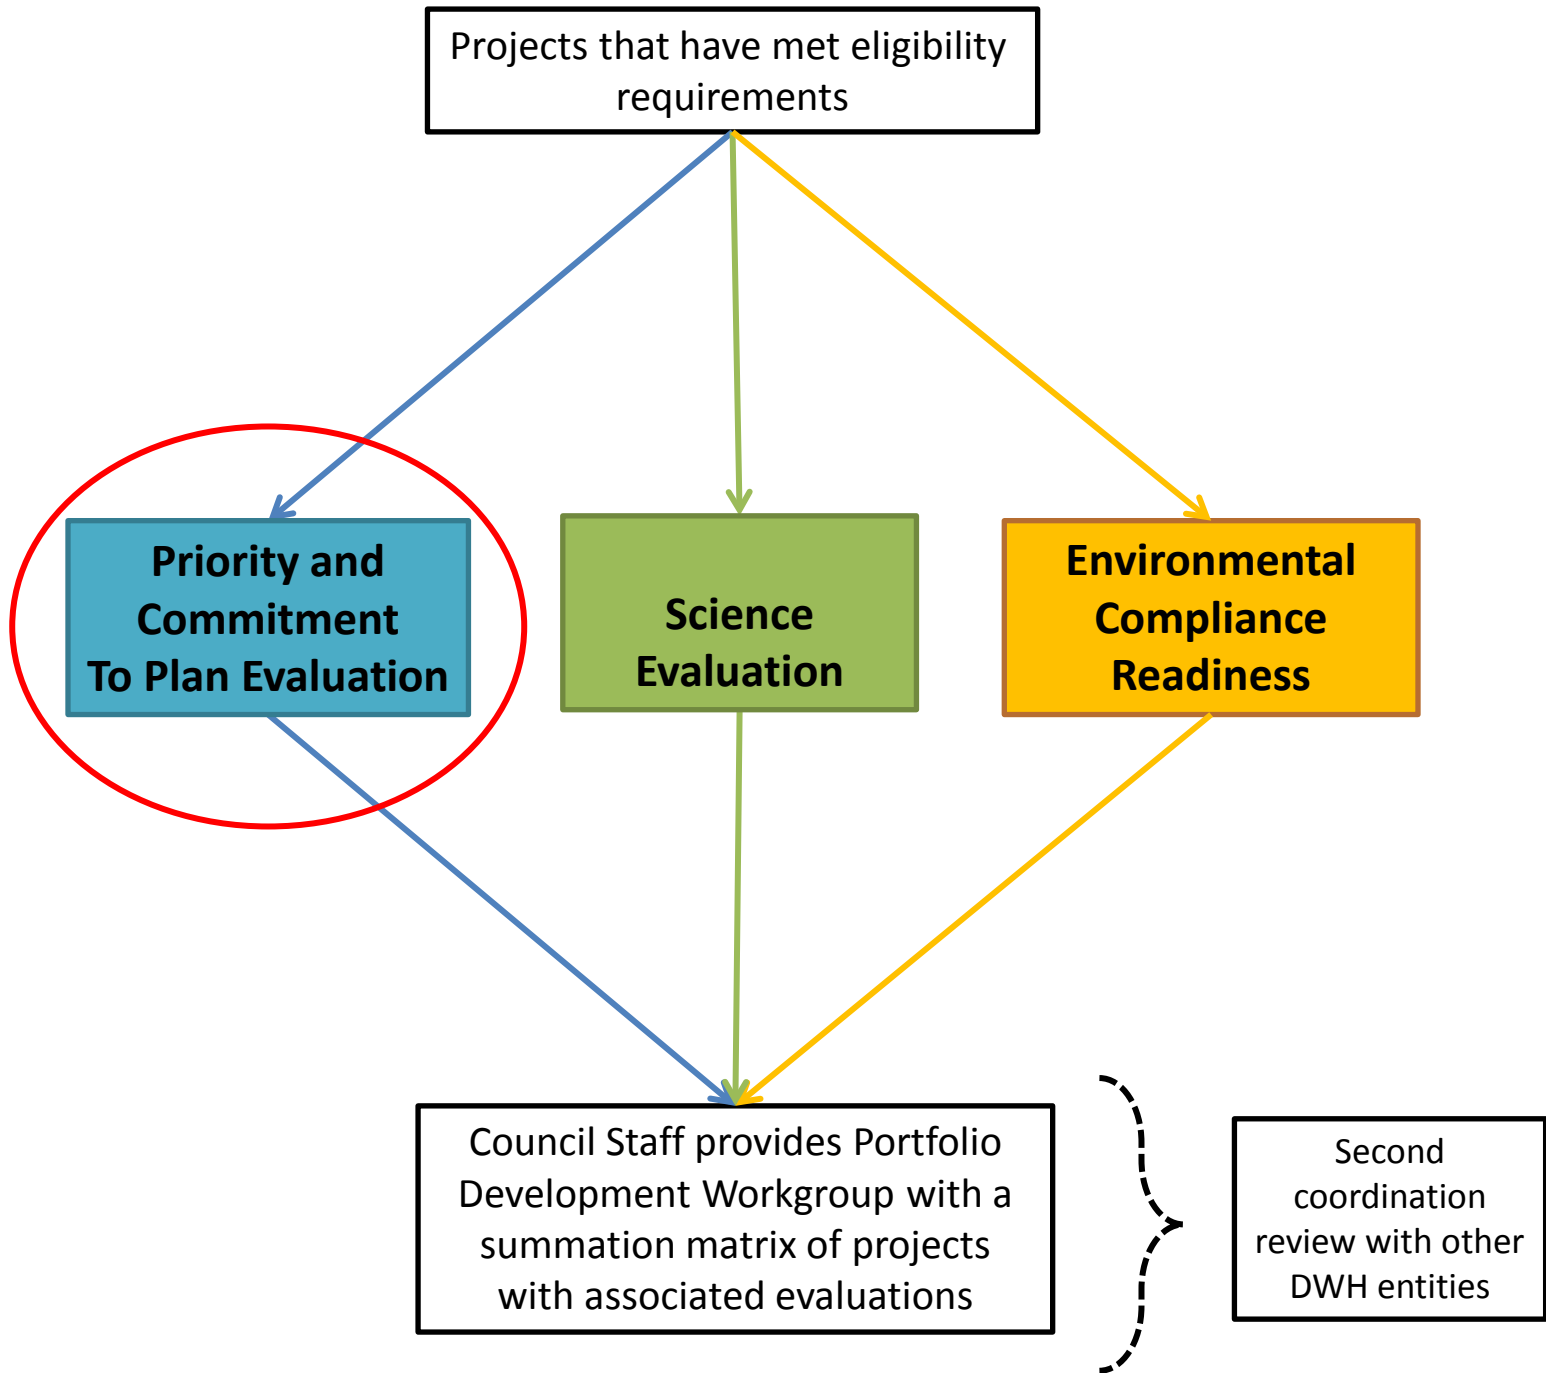 Projects that have met eligibility
requirements
Priority and
Commitment
To Plan Evaluation
Science
Evaluation
Environmental
Compliance
Readiness
Council Staff provides Portfolio
Development Workgroup with a
summation matrix of projects
with associated evaluations
Second
coordination
review with other
DWH entities